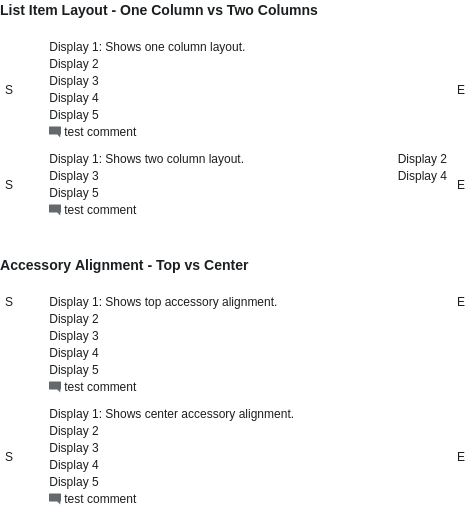 List Item Layout - One Column vs Two Columns
Display 1: Shows one column layout.
Display 2
Display 3
S Display 4 E
Display 5
test comment
Display 1: Shows two column layout. Display 2
Display 3 Display 4
S Display 5 E
test comment
Accessory Alignment - Top vs Center
S Display 1: Shows top accessory alignment. E
Display 2
Display 3
Display 4
Display 5
test comment
Display 1: Shows center accessory alignment.
Display 2
Display 3
S Display 4 E
Display 5
test comment